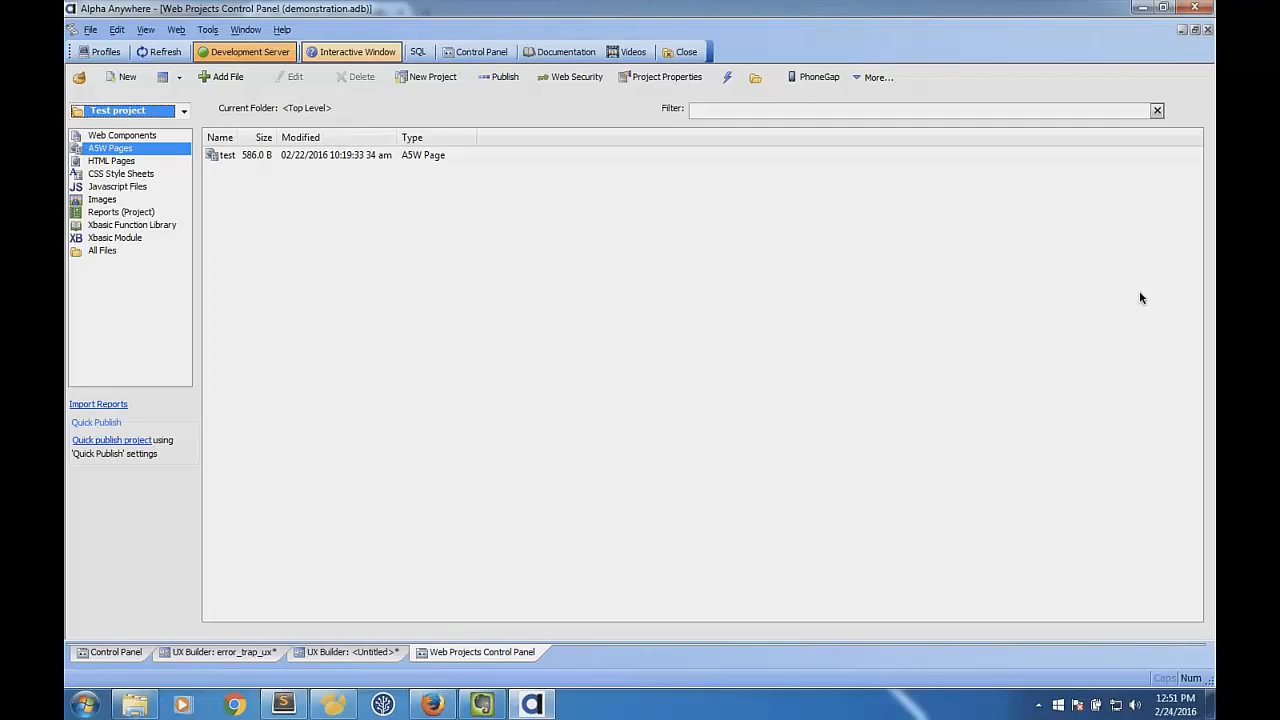 Alpha Anywhere - [Web Projects Control Panel (demonstration.adb)]
File Edit View Web Tools Window Help
Profiles Refresh Development Server Interactive Window SQL Control Panel Documentation Videos Close
New Add File Edit Delete New Project Publish Web Security Project Properties PhoneGap More...
Test project Current Folder: <Top Level> Filter:
Name Size Modified Type
test 586.0 B 02/22/2016 10:19:33 34 am A5W Page
Web Components
A5W Pages
HTML Pages
CSS Style Sheets
JS Javascript Files
Images
Reports (Project)
Xbasic Function Library
XB Xbasic Module
All Files
Import Reports
Quick Publish
Quick publish project using
'Quick Publish' settings
Control Panel UX Builder: error_trap_ux* UX Builder: <Untitled>* Web Projects Control Panel
Caps Num
12:51 PM
2/24/2016